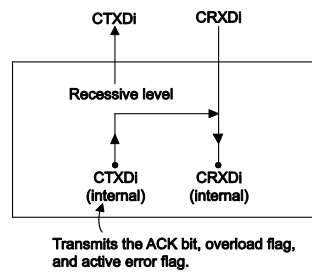 CTXDi CRXDi
Recessive level
CTXDi CRXDi
(internal) (internal)
Transmits the ACK bit, overload flag,
and active error flag.